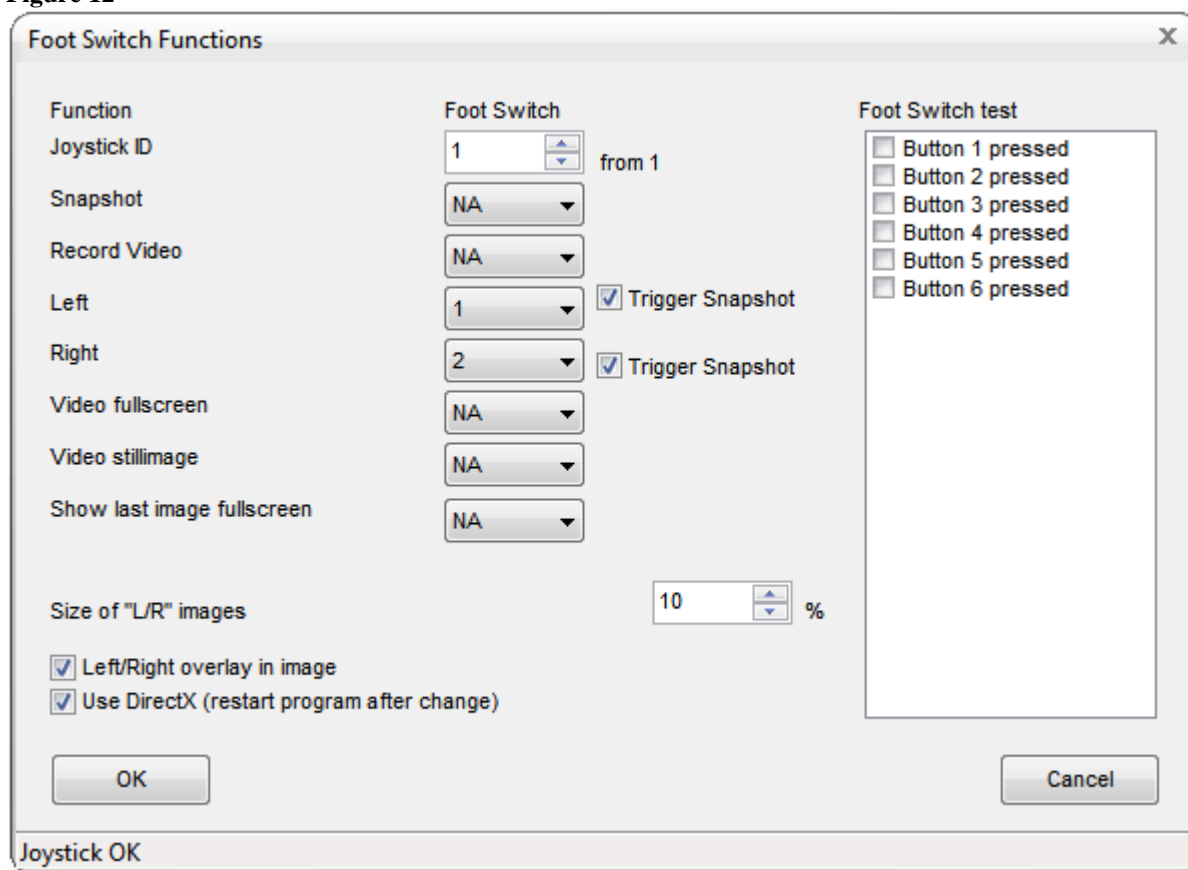 Figure 12
Foot Switch Functions
Function Foot Switch Foot Switch test
Joystick ID 1 from 1
Snapshot NA
Record Video NA
Left 1 Trigger Snapshot
Right 2 Trigger Snapshot
Video fullscreen NA
Video stillimage NA
Show last image fullscreen NA
Button 1 pressed
Button 2 pressed
Button 3 pressed
Button 4 pressed
Button 5 pressed
Button 6 pressed
Size of "L/R" images 10 %
Left/Right overlay in image
Use DirectX (restart program after change)
OK Cancel
Joystick OK